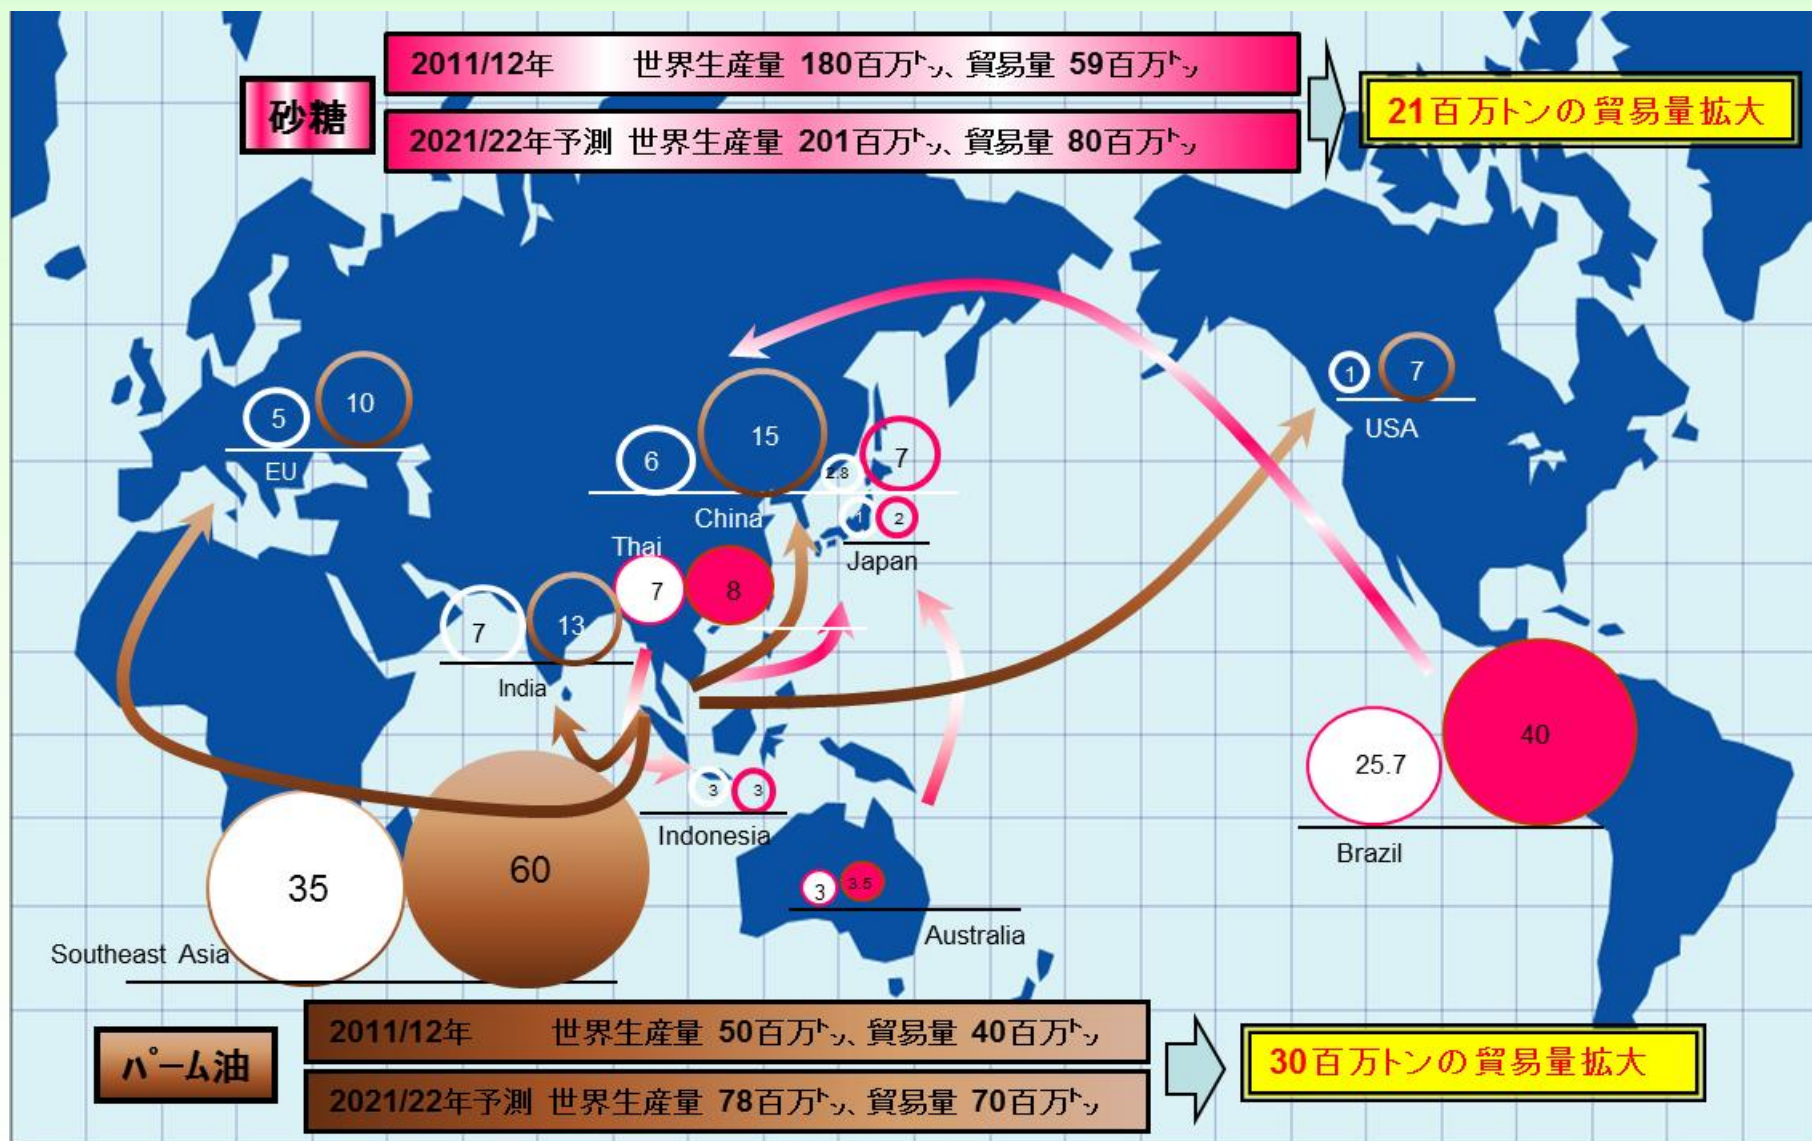 砂糖
2011/12年 世界生産量 180百万㌧、貿易量 59百万㌧
2021/22年予測 世界生産量 201百万㌧、貿易量 80百万㌧
21百万トンの貿易量拡大
5
10
EU
6
15
2.8
7
China
1
2
Japan
1
7
USA
Thai
7
8
7
13
India
3
3
Indonesia
3
3.5
Australia
25.7
40
Brazil
35
60
Southeast Asia
パーム油
2011/12年 世界生産量 50百万㌧、貿易量 40百万㌧
2021/22年予測 世界生産量 78百万㌧、貿易量 70百万㌧
30百万トンの貿易量拡大